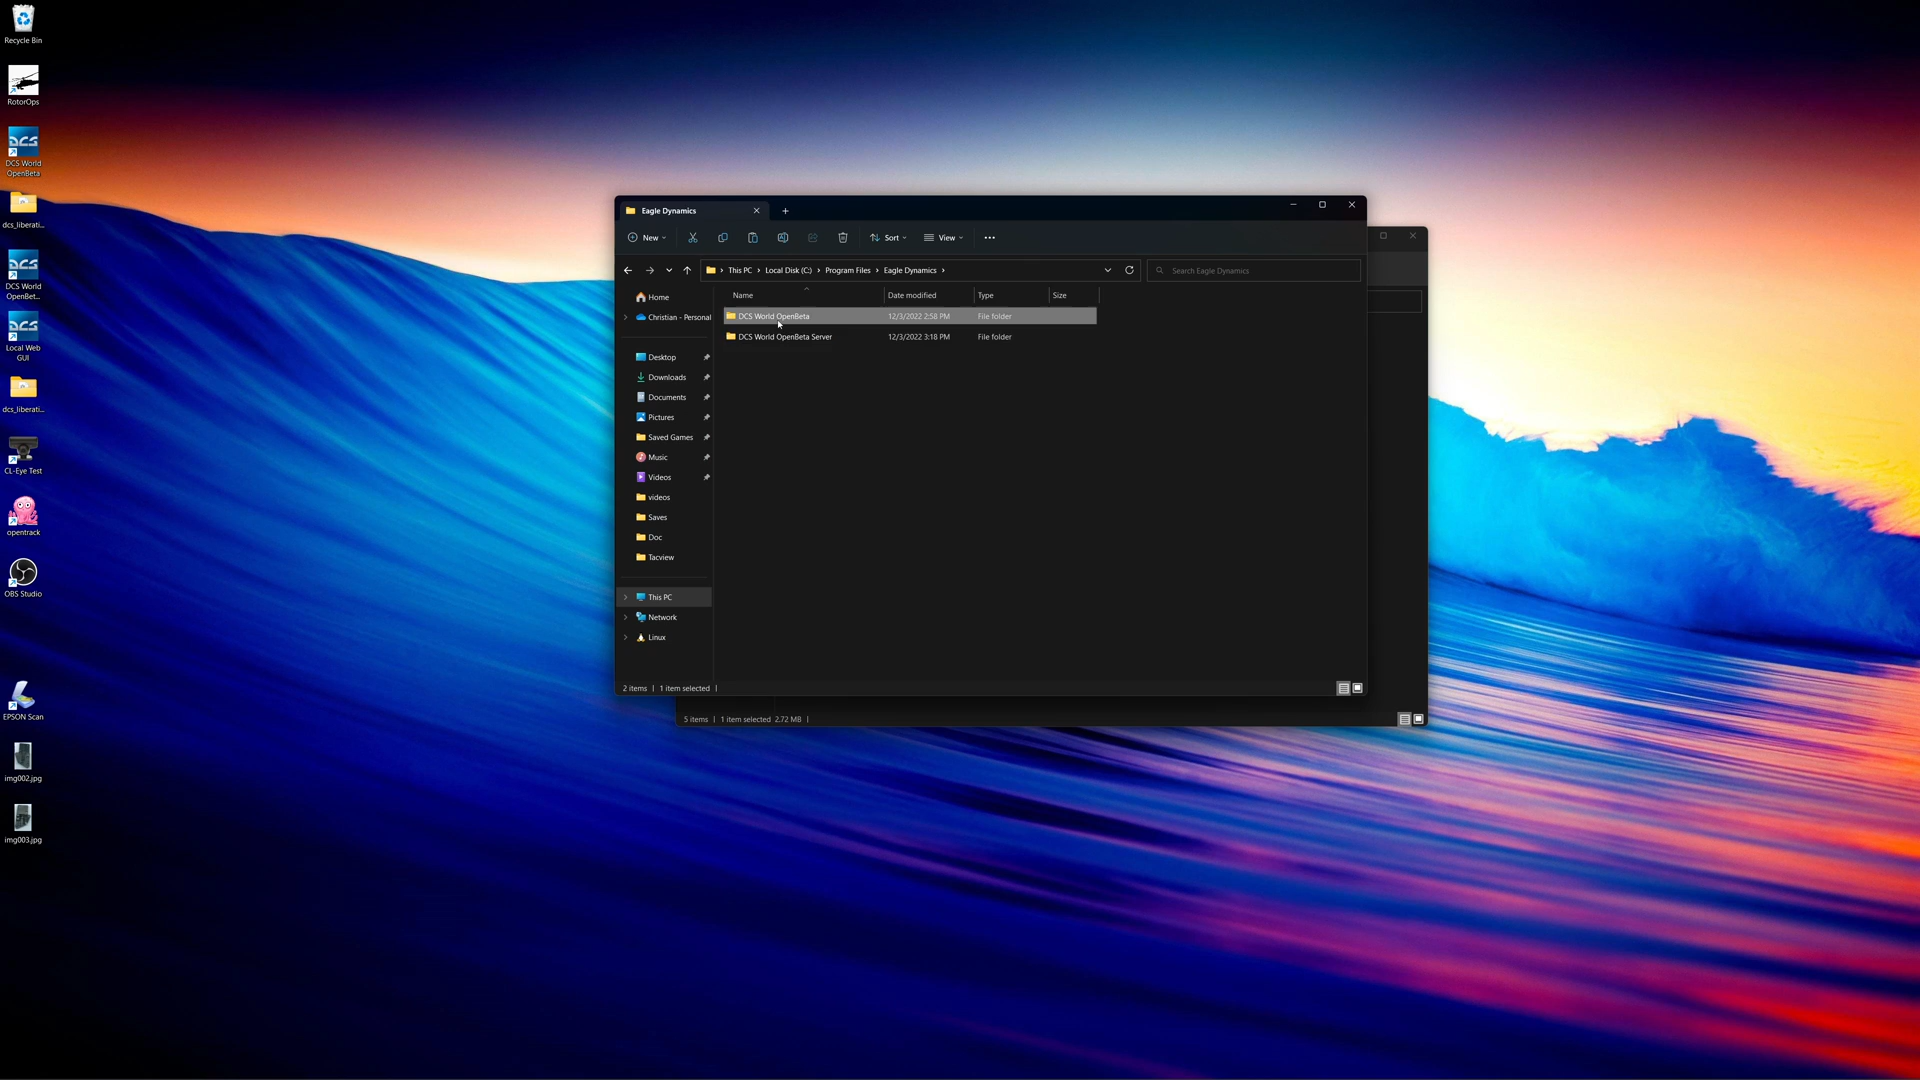 Recycle Bin
RotorOps
DCS World
OpenBeta
dcs_liberati...
DCS World
OpenBet...
Local Web
GUI
dcs_liberati...
CL-Eye Test
opentrack
OBS Studio
EPSON Scan
img002.jpg
img003.jpg
Eagle Dynamics
New
Sort
View
This PC > Local Disk (C:) > Program Files > Eagle Dynamics >
Search Eagle Dynamics
Name Date modified Type Size
DCS World OpenBeta 12/3/2022 2:58 PM File folder
DCS World OpenBeta Server 12/3/2022 3:18 PM File folder
Home
Christian - Personal
Desktop
Downloads
Documents
Pictures
Saved Games
Music
Videos
videos
Saves
Doc
Tacview
This PC
Network
Linux
2 items | 1 item selected |
5 items | 1 item selected 2.72 MB |